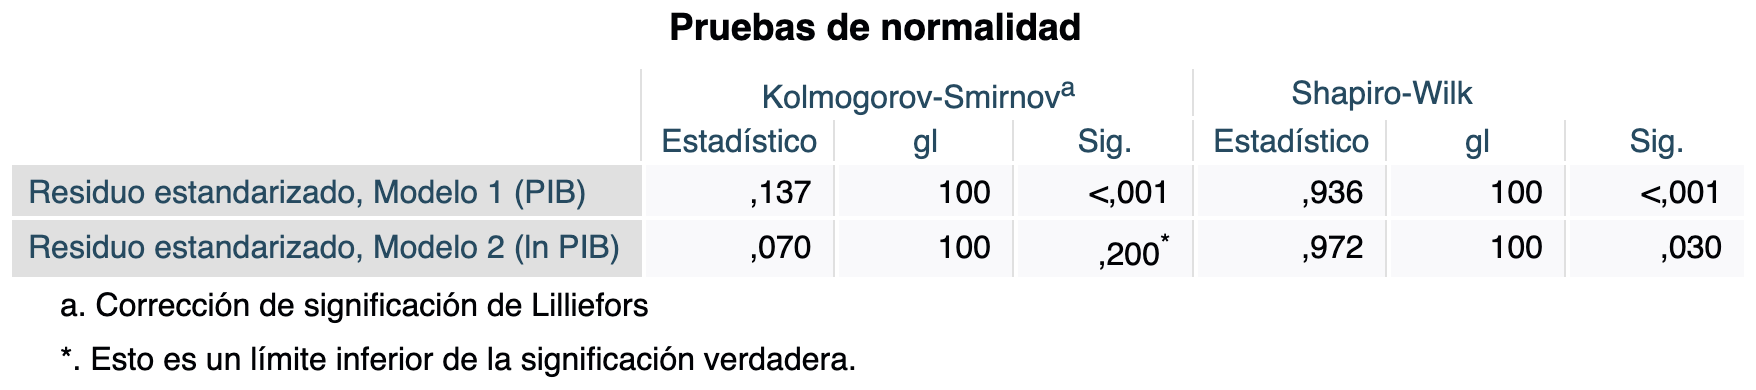 Pruebas de normalidad
Kolmogorov-Smirnovª Shapiro-Wilk
Estadístico gl Sig. Estadístico gl Sig.
Residuo estandarizado, Modelo 1 (PIB) ,137 100 <,001 ,936 100 <,001
Residuo estandarizado, Modelo 2 (ln PIB) ,070 100 ,200* ,972 100 ,030
a. Corrección de significación de Lilliefors
*. Esto es un límite inferior de la significación verdadera.